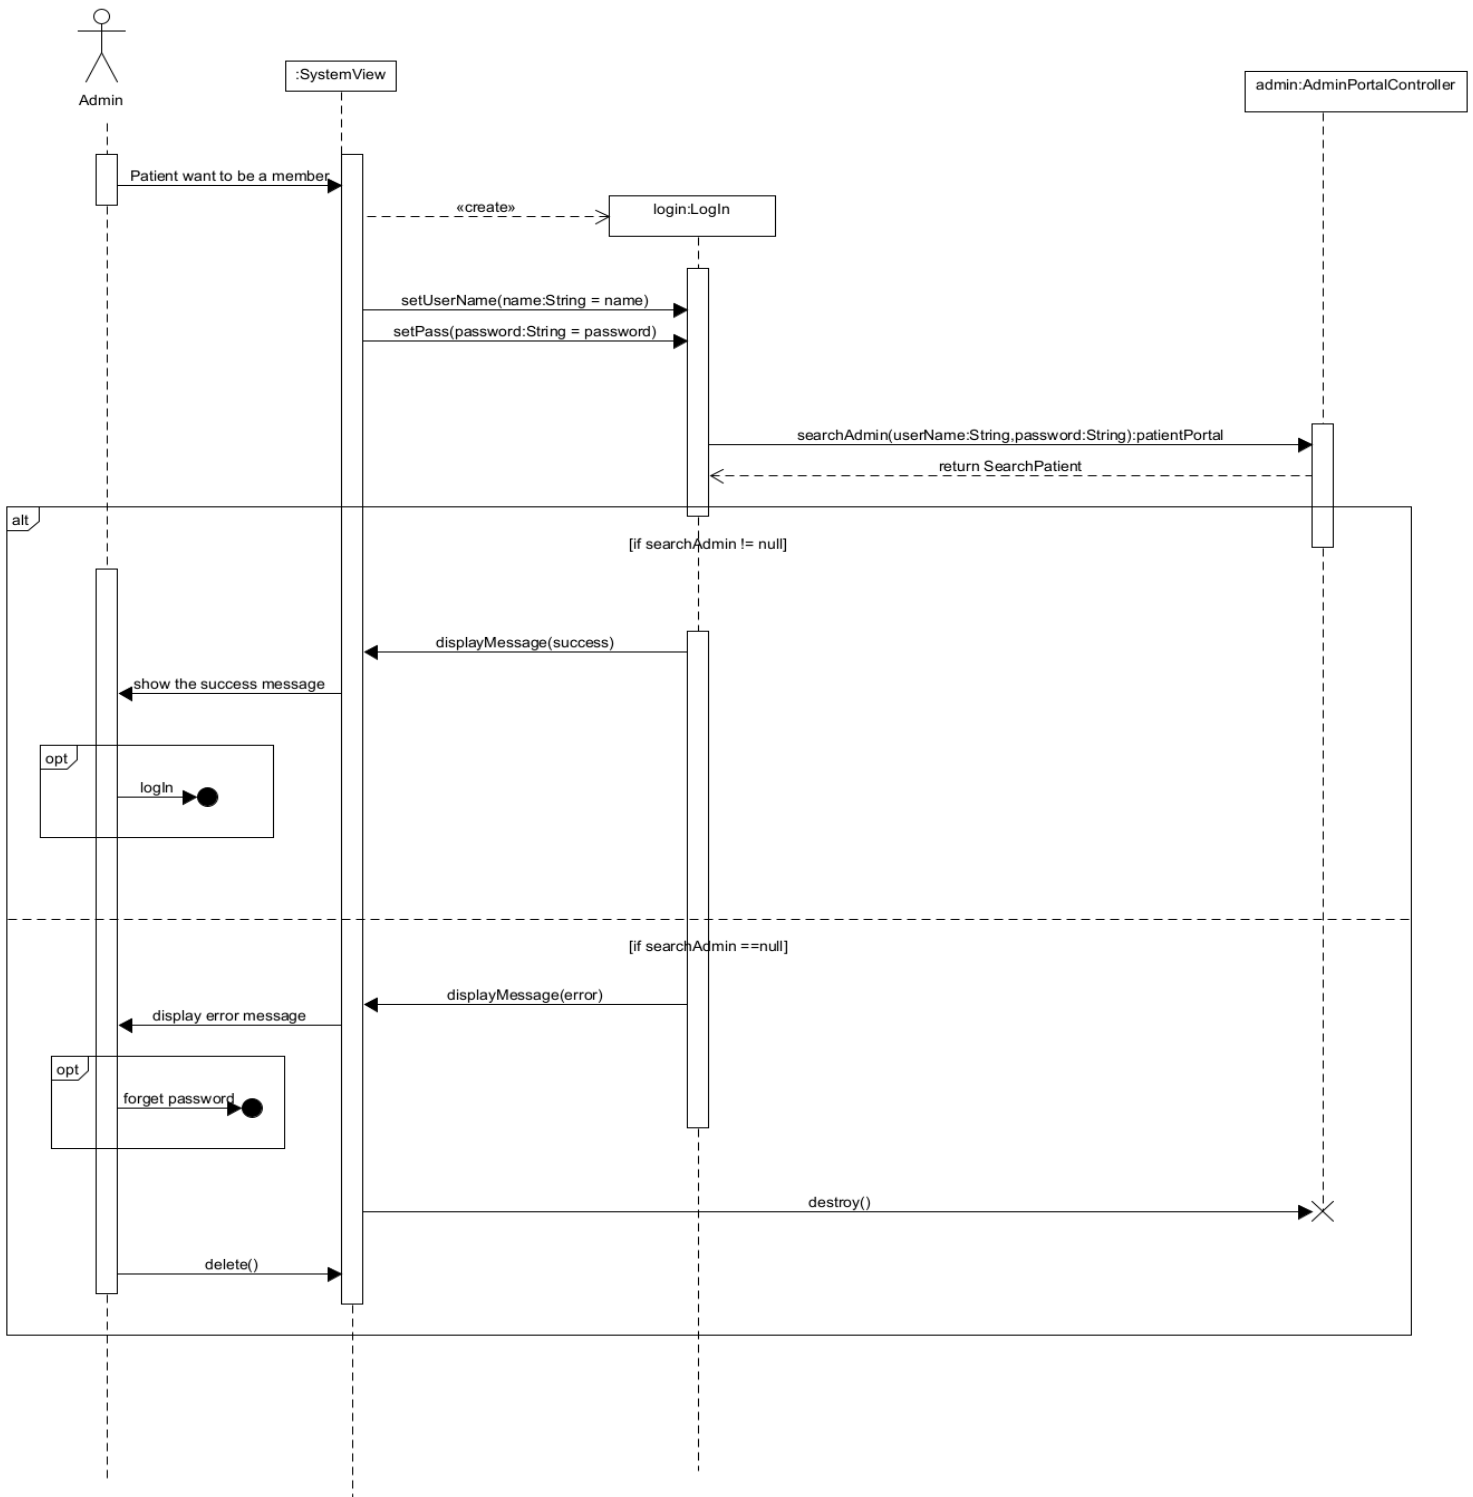 Admin
:SystemView
admin:AdminPortalController
Patient want to be a member
«create»
login:LogIn
setUserName(name:String = name)
setPass(password:String = password)
searchAdmin(userName:String,password:String):patientPortal
return SearchPatient
alt
[if searchAdmin != null]
displayMessage(success)
show the success message
opt
logIn
[if searchAdmin ==null]
displayMessage(error)
display error message
opt
forget password
destroy()
delete()